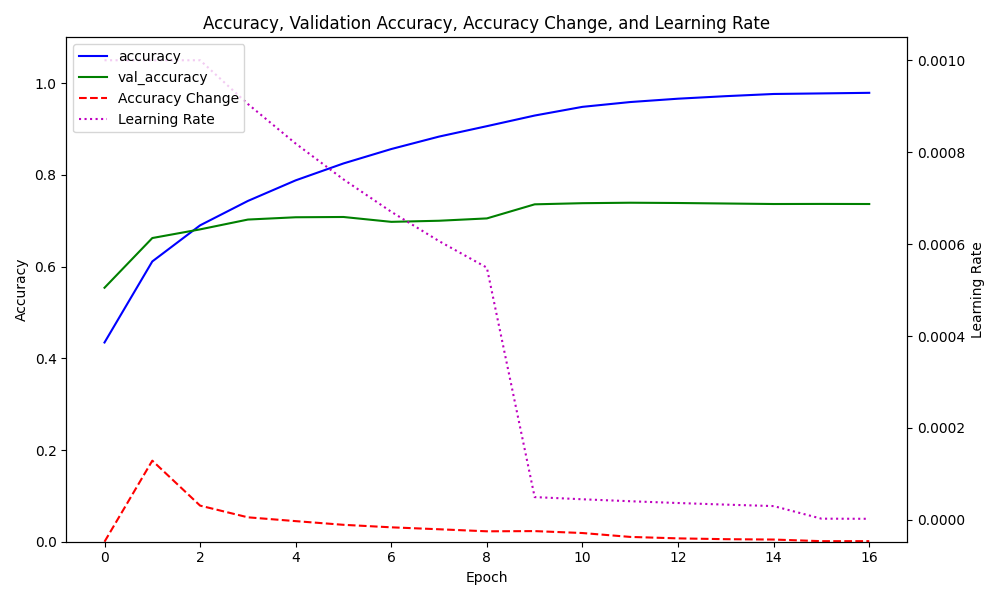 Accuracy, Validation Accuracy, Accuracy Change, and Learning Rate
accuracy
val_accuracy
Accuracy Change
Learning Rate
1.0
0.8
0.6
0.4
0.2
0.0
Accuracy
0.0010
0.0008
0.0006
0.0004
0.0002
0.0000
Learning Rate
0 2 4 6 8 10 12 14 16
Epoch